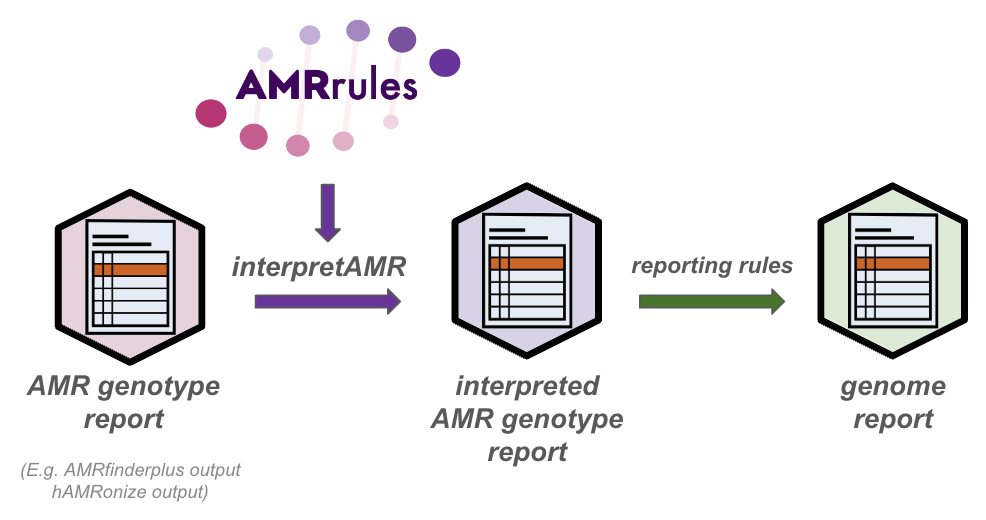 AMRrules
interpretAMR
reporting rules
AMR genotype
report
(E.g. AMRfinderplus output
hAMRonize output)
interpreted
AMR genotype
report
genome
report